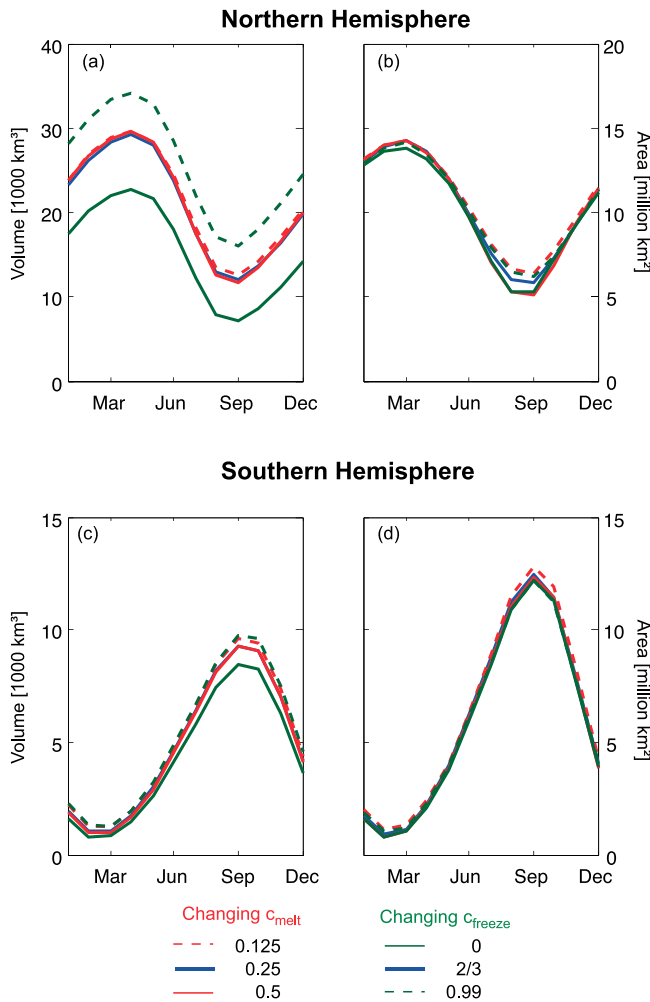 Northern Hemisphere
(a)
Volume [1000 km³]
40
30
20
10
0
Mar Jun Sep Dec
(b)
Area [million km²]
20
15
10
5
0
Mar Jun Sep Dec
Southern Hemisphere
(c)
Volume [1000 km³]
15
10
5
0
Mar Jun Sep Dec
(d)
Area [million km²]
15
10
5
0
Mar Jun Sep Dec
Changing c_melt
0.125
0.25
0.5
Changing c_freeze
0
2/3
0.99